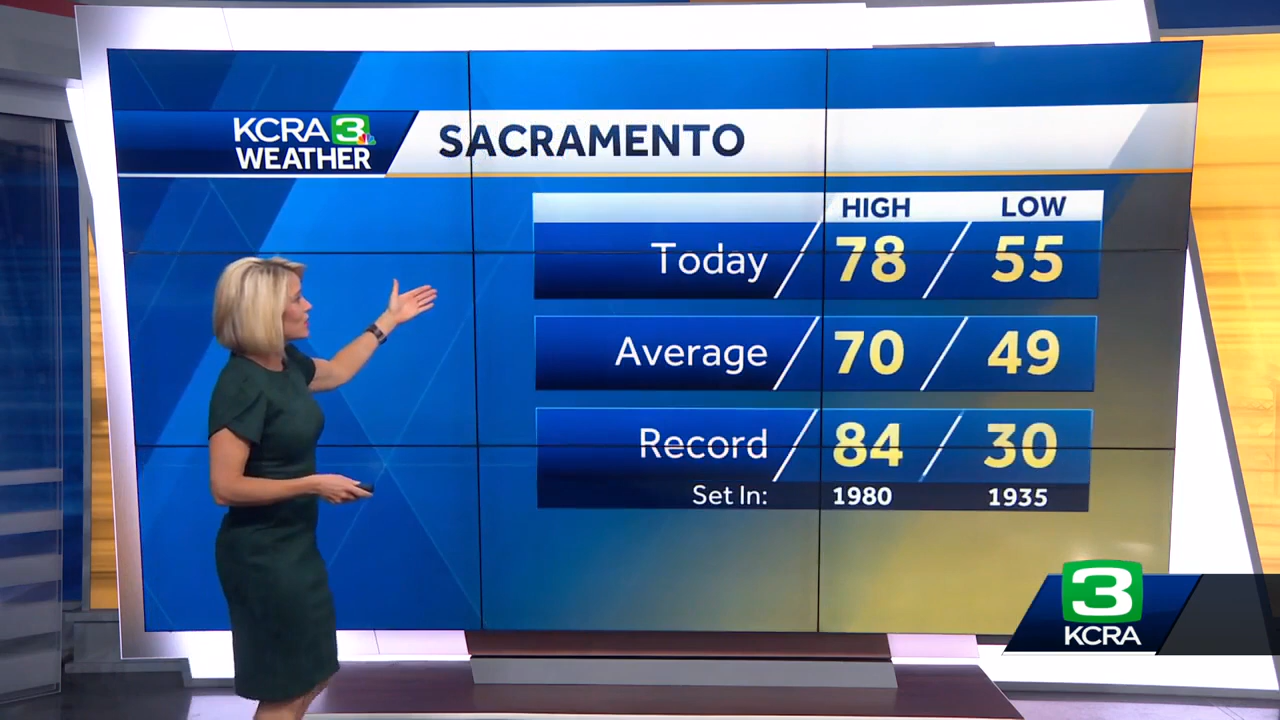 KCRA 3
WEATHER
SACRAMENTO
HIGH LOW
Today 78 55
Average 70 49
Record 84 30
Set In: 1980 1935
3
KCRA